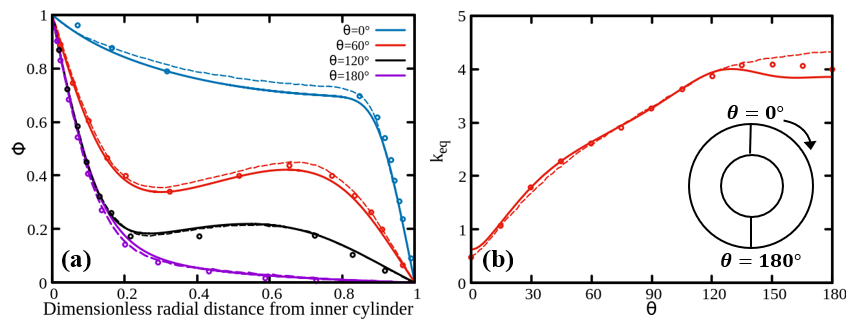 Φ
1
0.8
0.6
0.4
0.2
0
θ=0°
θ=60°
θ=120°
θ=180°
(a)
0 0.2 0.4 0.6 0.8 1
Dimensionless radial distance from inner cylinder
k_eq
5
4
3
2
1
0
θ = 0°
θ = 180°
(b)
0 30 60 90 120 150 180
θ